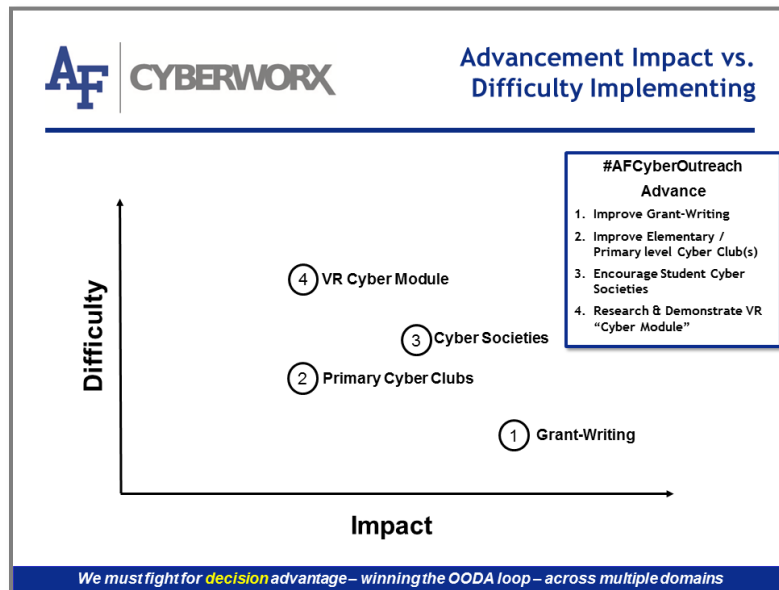 AF CYBERWORX
Advancement Impact vs.
Difficulty Implementing
#AFCyberOutreach
Advance
1. Improve Grant-Writing
2. Improve Elementary /
Primary level Cyber Club(s)
3. Encourage Student Cyber
Societies
4. Research & Demonstrate VR
“Cyber Module”
Difficulty
4 VR Cyber Module
3 Cyber Societies
2 Primary Cyber Clubs
1 Grant-Writing
Impact
We must fight for decision advantage – winning the OODA loop – across multiple domains